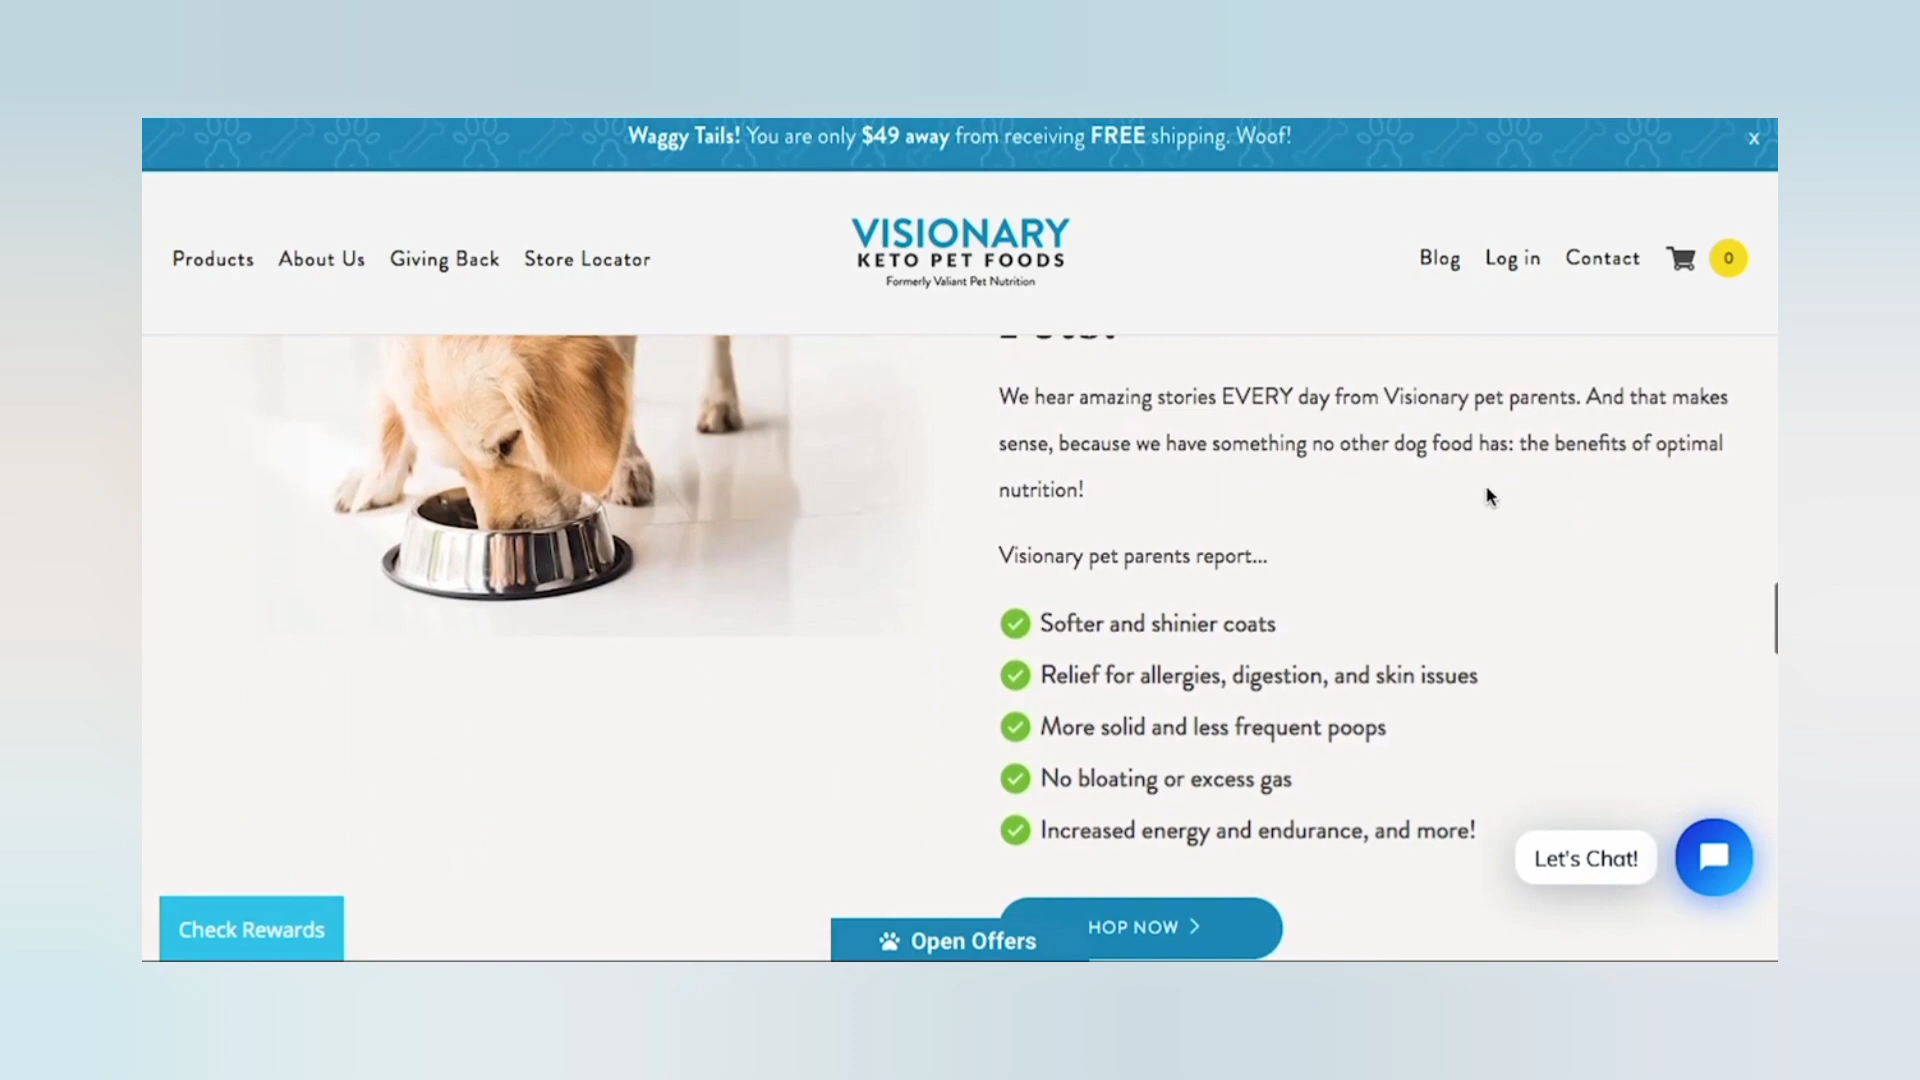 Waggy Tails! You are only $49 away from receiving FREE shipping. Woof!
x
Products About Us Giving Back Store Locator
VISIONARY
KETO PET FOODS
Formerly Valiant Pet Nutrition
Blog Log in Contact 0
We hear amazing stories EVERY day from Visionary pet parents. And that makes
sense, because we have something no other dog food has: the benefits of optimal
nutrition!
Visionary pet parents report...
Softer and shinier coats
Relief for allergies, digestion, and skin issues
More solid and less frequent poops
No bloating or excess gas
Increased energy and endurance, and more!
Let's Chat!
Check Rewards
Open Offers
HOP NOW >